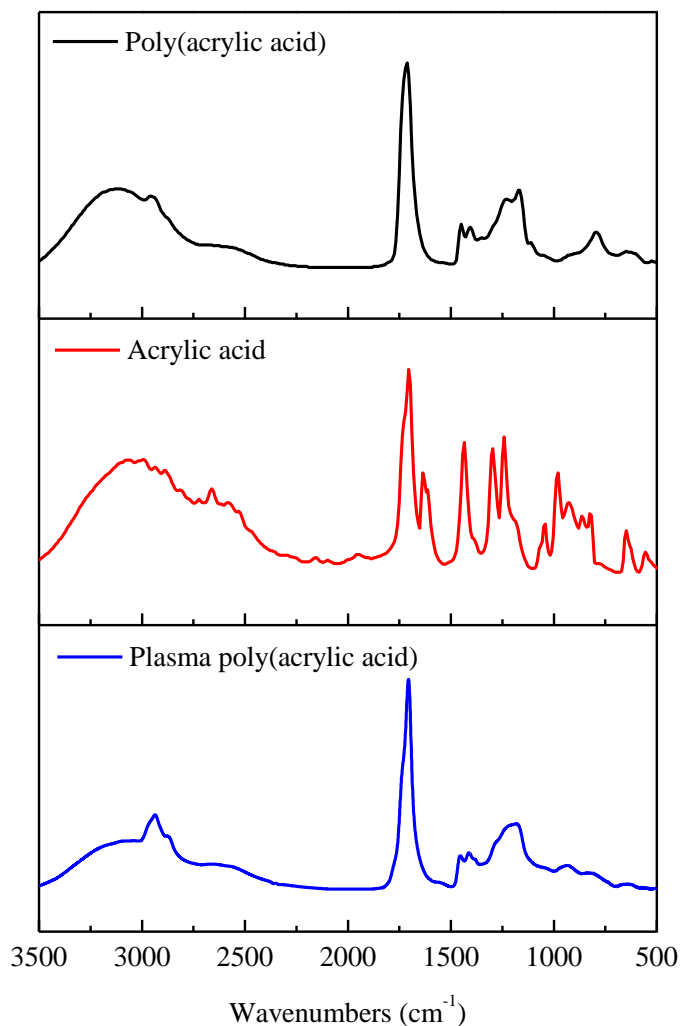 Poly(acrylic acid)
Acrylic acid
Plasma poly(acrylic acid)
3500 3000 2500 2000 1500 1000 500
Wavenumbers (cm⁻¹)